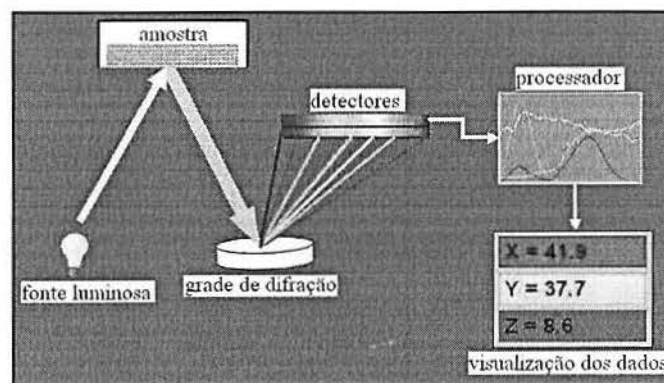 amostra
processador
detectores
X = 41.9
Y = 37.7
Z = 8.6
fonte luminosa
grade de difração
visualização dos dados